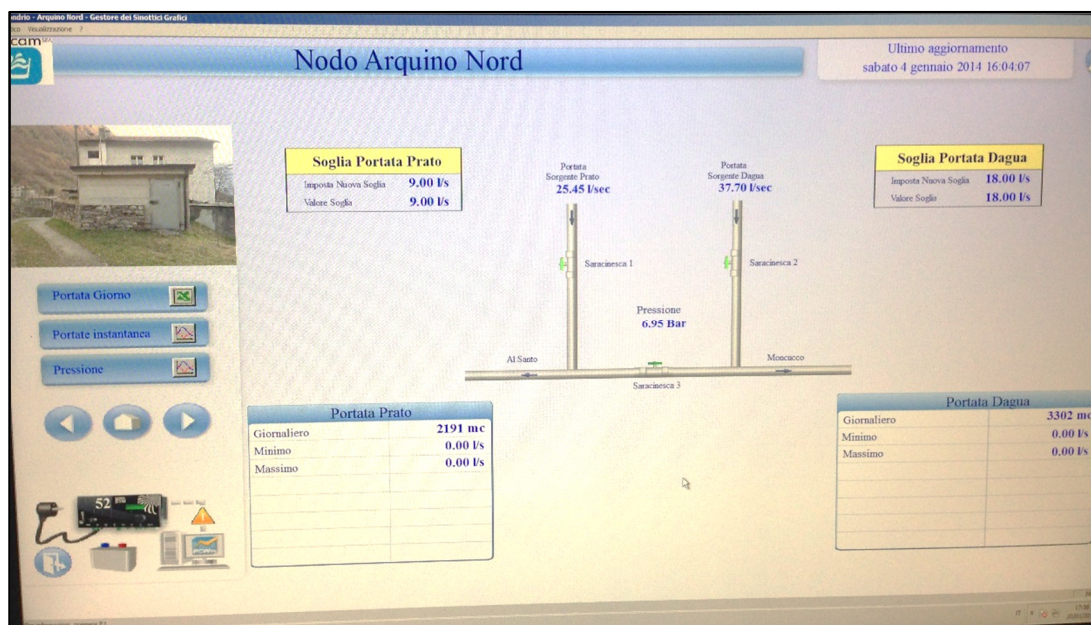 ndrio - Arquino Nord - Gestore dei Sinottici Grafici
Visualizzazione ?
cam
Nodo Arquino Nord
Ultimo aggiornamento
sabato 4 gennaio 2014 16:04:07
Soglia Portata Prato
Imposta Nuova Soglia 9.00 l/s
Valore Soglia 9.00 l/s
Portata
Sorgente Prato
25.45 l/sec
Portata
Sorgente Dagua
37.70 l/sec
Soglia Portata Dagua
Imposta Nuova Soglia 18.00 l/s
Valore Soglia 18.00 l/s
Saracinesca 1
Saracinesca 2
Portata Giorno
Portate instantanea
Pressione
Pressione
6.95 Bar
Al Santo
Moncucco
Saracinesca 3
Portata Prato
Giornaliero 2191 mc
Minimo 0.00 l/s
Massimo 0.00 l/s
Portata Dagua
Giornaliero 3302 mc
Minimo 0.00 l/s
Massimo 0.00 l/s
52
IT